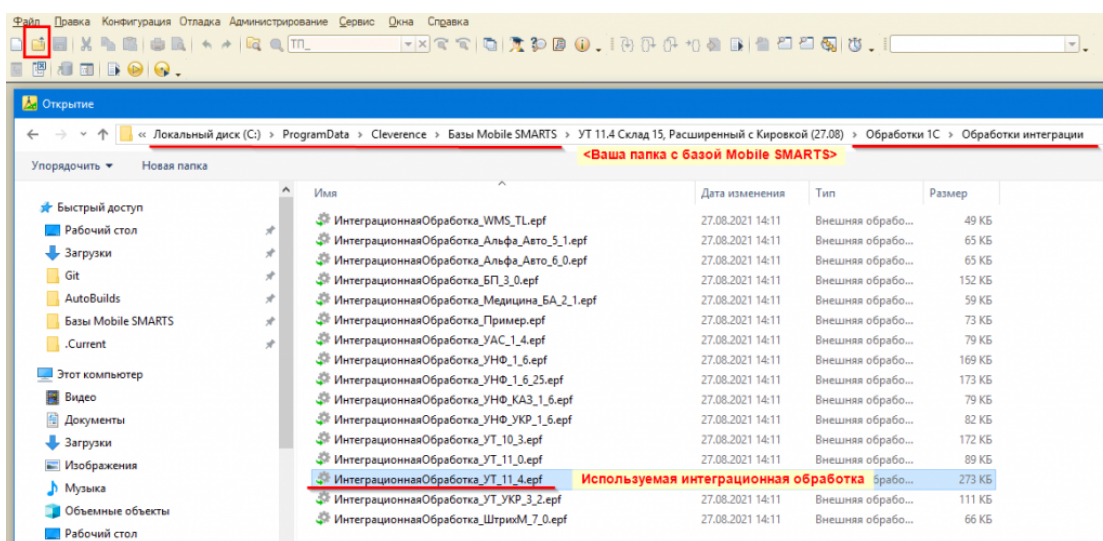 Файл Правка Конфигурация Отладка Администрирование Сервис Окна Справка
ТП_
Открытие
« Локальный диск (C:) › ProgramData › Cleverence › Базы Mobile SMARTS › УТ 11.4 Склад 15, Расширенный с Кировкой (27.08) › Обработки 1С › Обработки интеграции
<Ваша папка с базой Mobile SMARTS>
Упорядочить Новая папка
Имя Дата изменения Тип Размер
Быстрый доступ
Рабочий стол
Загрузки
Git
AutoBuilds
Базы Mobile SMARTS
.Current
Этот компьютер
Видео
Документы
Загрузки
Изображения
Музыка
Объемные объекты
Рабочий стол
ИнтеграционнаяОбработка_WMS_TL.epf 27.08.2021 14:11 Внешняя обрабо... 49 КБ
ИнтеграционнаяОбработка_Альфа_Авто_5_1.epf 27.08.2021 14:11 Внешняя обрабо... 65 КБ
ИнтеграционнаяОбработка_Альфа_Авто_6_0.epf 27.08.2021 14:11 Внешняя обрабо... 65 КБ
ИнтеграционнаяОбработка_БП_3_0.epf 27.08.2021 14:11 Внешняя обрабо... 152 КБ
ИнтеграционнаяОбработка_Медицина_БА_2_1.epf 27.08.2021 14:11 Внешняя обрабо... 59 КБ
ИнтеграционнаяОбработка_Пример.epf 27.08.2021 14:11 Внешняя обрабо... 73 КБ
ИнтеграционнаяОбработка_УАС_1_4.epf 27.08.2021 14:11 Внешняя обрабо... 79 КБ
ИнтеграционнаяОбработка_УНФ_1_6.epf 27.08.2021 14:11 Внешняя обрабо... 169 КБ
ИнтеграционнаяОбработка_УНФ_1_6_25.epf 27.08.2021 14:11 Внешняя обрабо... 173 КБ
ИнтеграционнаяОбработка_УНФ_КАЗ_1_6.epf 27.08.2021 14:11 Внешняя обрабо... 79 КБ
ИнтеграционнаяОбработка_УНФ_УКР_1_6.epf 27.08.2021 14:11 Внешняя обрабо... 82 КБ
ИнтеграционнаяОбработка_УТ_10_3.epf 27.08.2021 14:11 Внешняя обрабо... 172 КБ
ИнтеграционнаяОбработка_УТ_11_0.epf 27.08.2021 14:11 Внешняя обрабо... 89 КБ
ИнтеграционнаяОбработка_УТ_11_4.epf Используемая интеграционная обработка брабо... 273 КБ
ИнтеграционнаяОбработка_УТ_УКР_3_2.epf 27.08.2021 14:11 Внешняя обрабо... 111 КБ
ИнтеграционнаяОбработка_ШтрихМ_7_0.epf 27.08.2021 14:11 Внешняя обрабо... 66 КБ